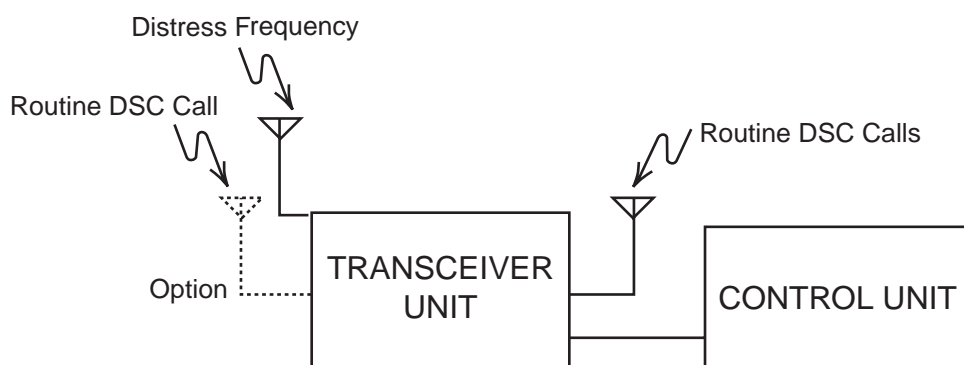 Distress Frequency
Routine DSC Call
Routine DSC Calls
Option
TRANSCEIVER
UNIT
CONTROL UNIT